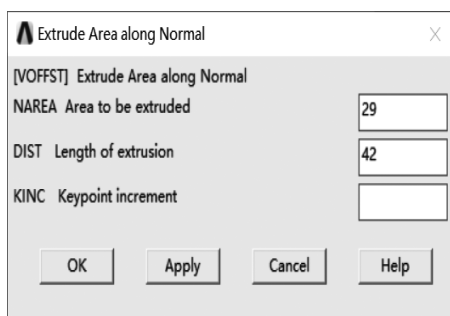 Extrude Area along Normal
[VOFFST] Extrude Area along Normal
NAREA Area to be extruded 29
DIST Length of extrusion 42
KINC Keypoint increment
OK Apply Cancel Help